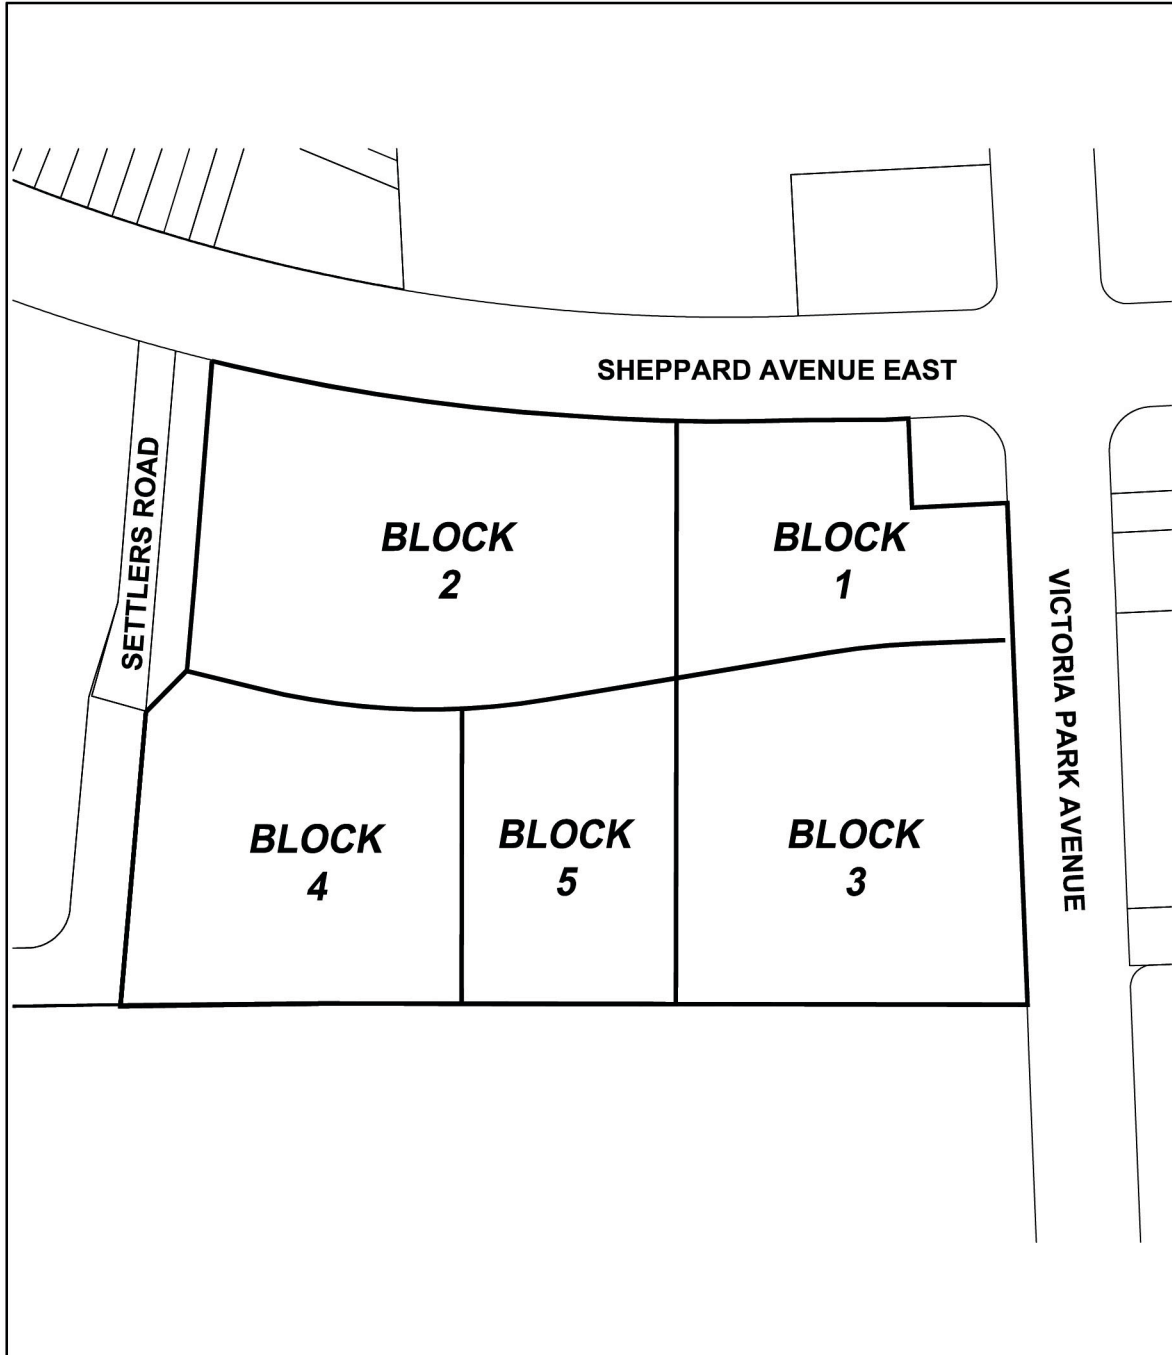 SHEPPARD AVENUE EAST
SETTLERS ROAD
BLOCK
2
BLOCK
1
VICTORIA PARK AVENUE
BLOCK
4
BLOCK
5
BLOCK
3